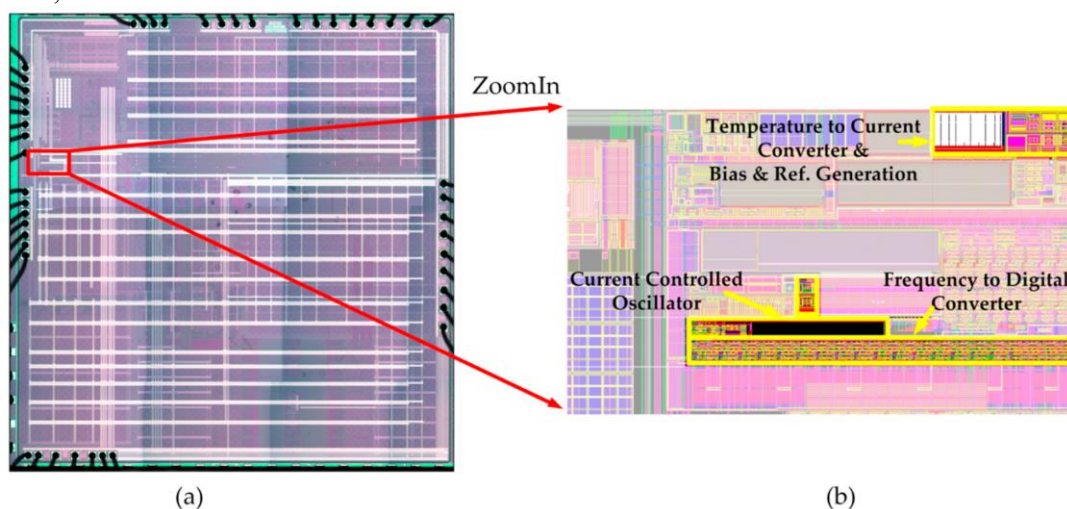 ZoomIn
Temperature to Current
Converter &
Bias & Ref. Generation
Current Controlled
Oscillator
Frequency to Digital
Converter
(a)
(b)